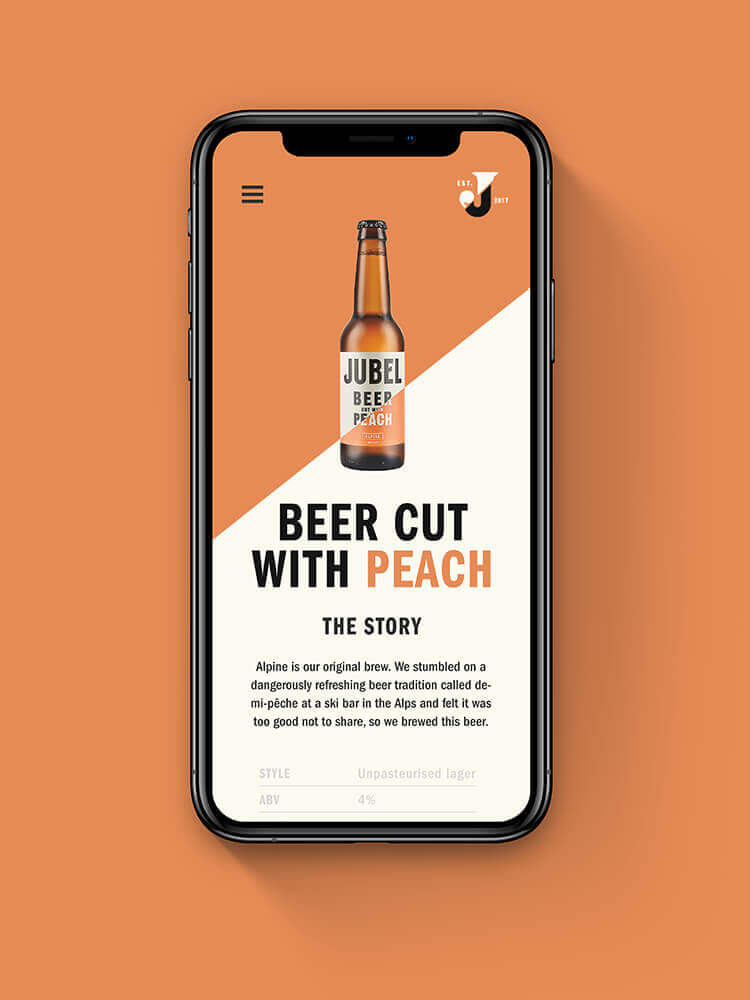 EST.
J
2017
JUBEL
BEER
CUT WITH
PEACH
ALPINE
BEER CUT
WITH PEACH
THE STORY
Alpine is our original brew. We stumbled on a
dangerously refreshing beer tradition called de-
mi-pêche at a ski bar in the Alps and felt it was
too good not to share, so we brewed this beer.
STYLE Unpasteurised lager
ABV 4%